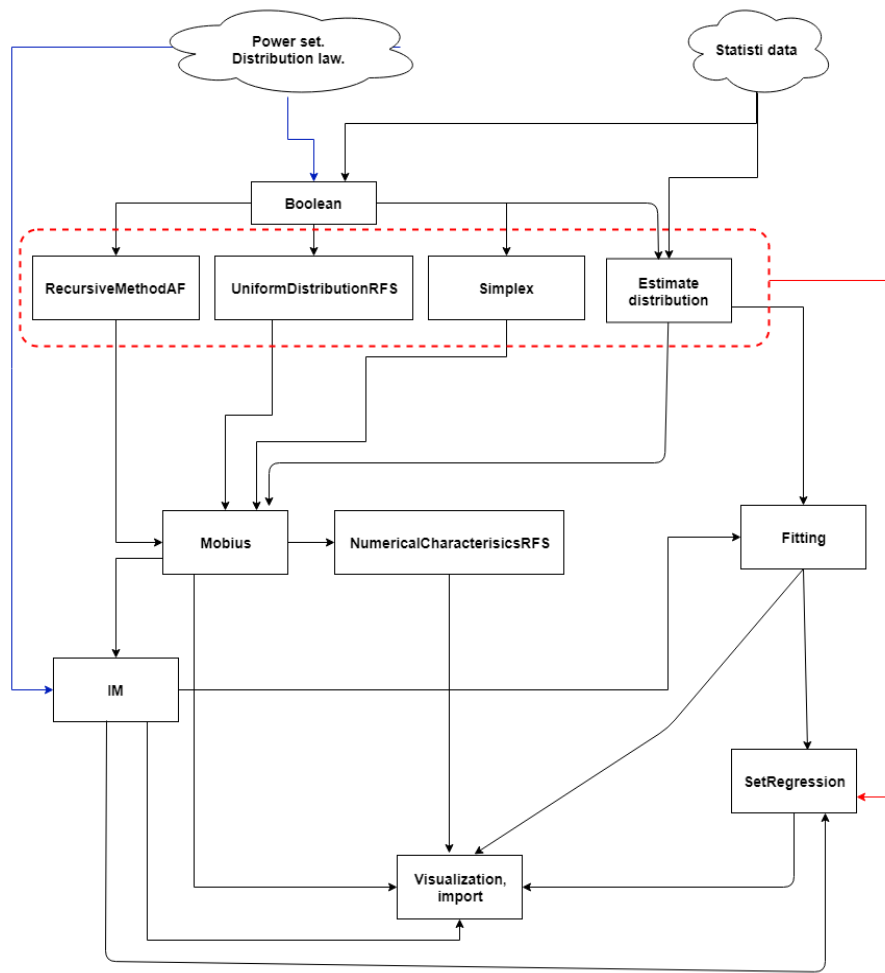 Power set.
Distribution law.
Statisti data
Boolean
RecursiveMethodAF
UniformDistributionRFS
Simplex
Estimate
distribution
Mobius
NumericalCharacterisicsRFS
Fitting
IM
SetRegression
Visualization,
import